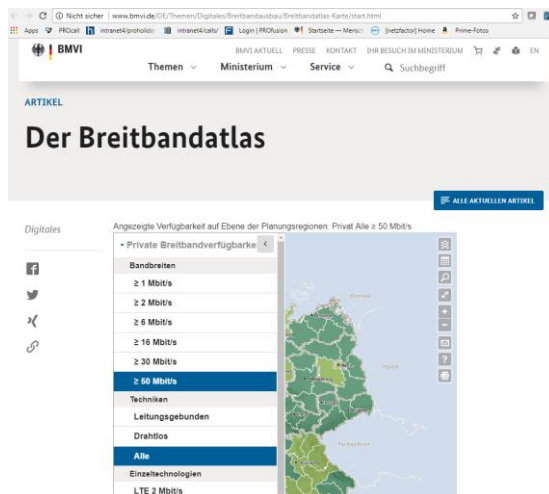 Nicht sicher | www.bmvi.de/DE/Themen/Digitales/Breitbandausbau/Breitbandatlas-Karte/start.html
Apps PROcall intranet4/proholidc intranet4/calls/ Login | PROfusion Startseite — Mensch [netzfactor] Home Prime-Fotos
BMVI
BMVI AKTUELL PRESSE KONTAKT IHR BESUCH IM MINISTERIUM EN
Themen Ministerium Service Suchbegriff
ARTIKEL
Der Breitbandatlas
ALLE AKTUELLEN ARTIKEL
Digitales
Angezeigte Verfügbarkeit auf Ebene der Planungsregionen: Privat Alle ≥ 50 Mbit/s
Private Breitbandverfügbarke
Bandbreiten
≥ 1 Mbit/s
≥ 2 Mbit/s
≥ 6 Mbit/s
≥ 16 Mbit/s
≥ 30 Mbit/s
≥ 50 Mbit/s
Techniken
Leitungsgebunden
Drahtlos
Alle
Einzeltechnologien
LTE 2 Mbit/s